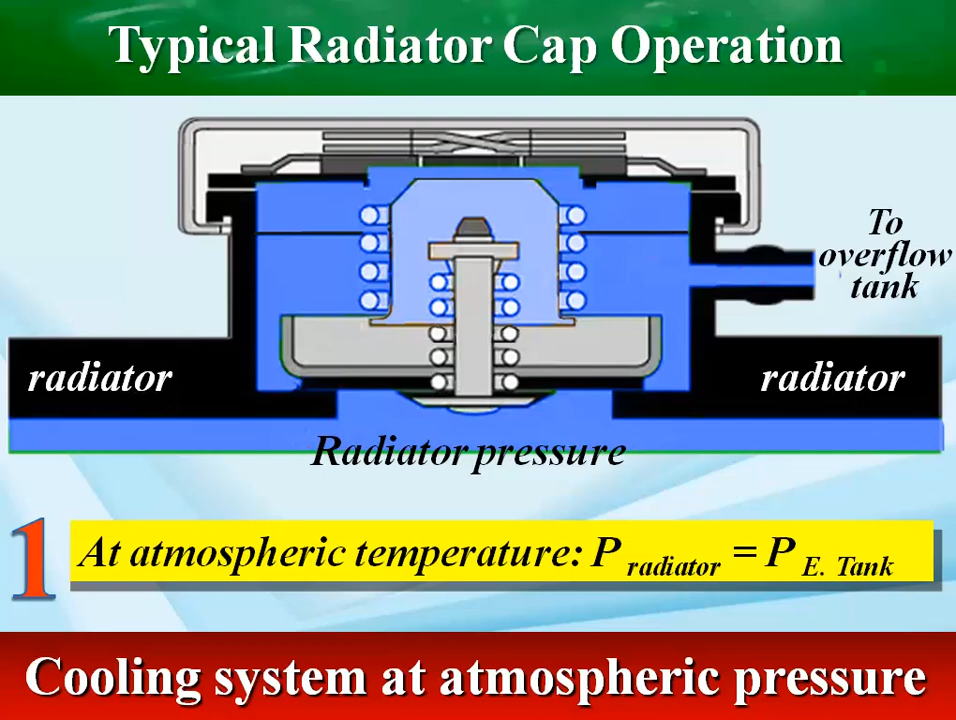 Typical Radiator Cap Operation
To
overflow
tank
radiator
radiator
Radiator pressure
1
At atmospheric temperature: P radiator = P E. Tank
Cooling system at atmospheric pressure